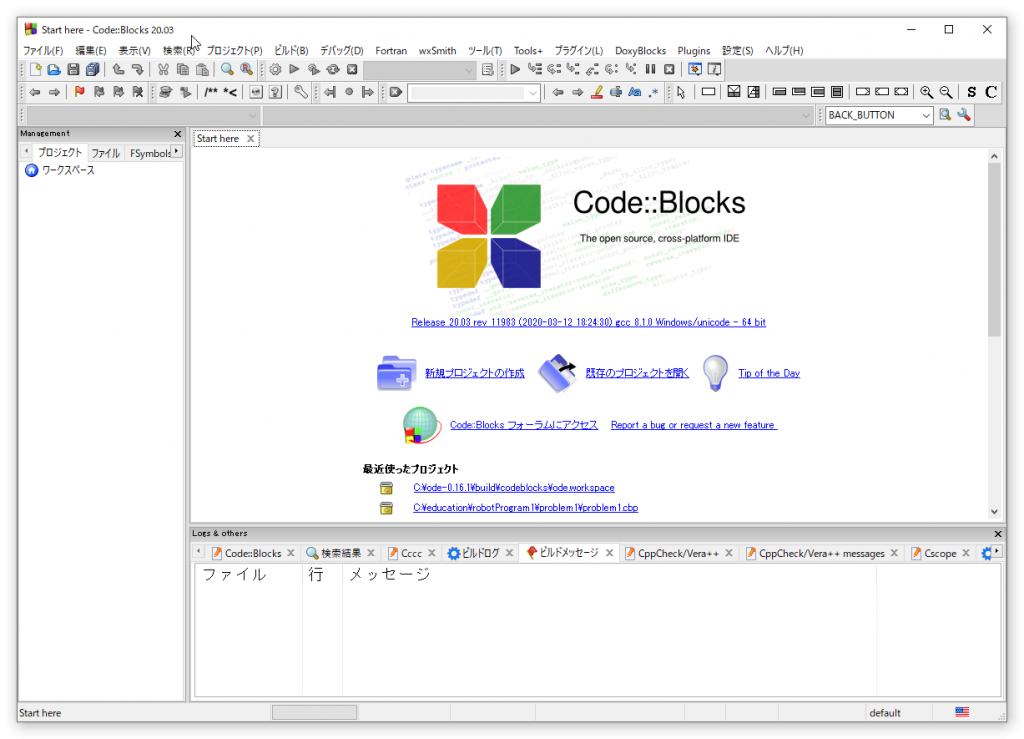 Start here - Code::Blocks 20.03
ファイル(F) 編集(E) 表示(V) 検索(R) プロジェクト(P) ビルド(B) デバッグ(D) Fortran wxSmith ツール(T) Tools+ プラグイン(L) DoxyBlocks Plugins 設定(S) ヘルプ(H)
/** *<
S C
BACK_BUTTON
Management
プロジェクト ファイル FSymbols
ワークスペース
Start here
Code::Blocks
The open source, cross-platform IDE
Release 20.03 rev 11983 (2020-03-12 18:24:30) gcc 8.1.0 Windows/unicode - 64 bit
新規プロジェクトの作成 既存のプロジェクトを開く Tip of the Day
Code::Blocks フォーラムにアクセス Report a bug or request a new feature
最近使ったプロジェクト
C:¥ode-0.16.1¥build¥codeblocks¥ode.workspace
C:¥education¥robotProgram1¥problem1¥problem1.cbp
Logs & others
Code::Blocks 検索結果 Cccc ビルドログ ビルドメッセージ CppCheck/Vera++ CppCheck/Vera++ messages Cscope
ファイル 行 メッセージ
Start here default